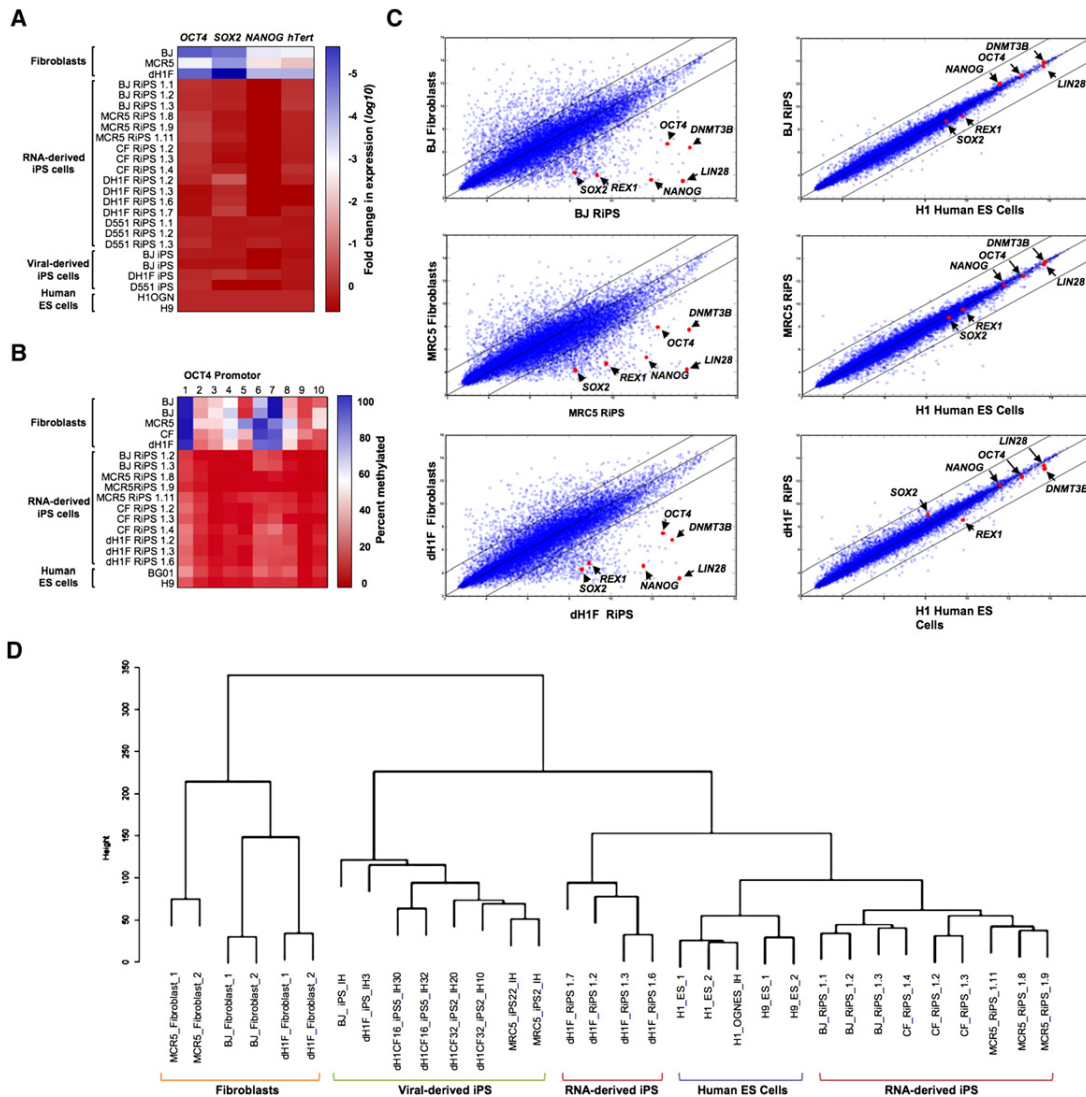 A
OCT4 SOX2 NANOG hTert
Fibroblasts
BJ
MCR5
dH1F
RNA-derived
iPS cells
BJ RiPS 1.1
BJ RiPS 1.2
BJ RiPS 1.3
MCR5 RiPS 1.8
MCR5 RiPS 1.9
MCR5 RiPS 1.11
CF RiPS 1.2
CF RiPS 1.3
CF RiPS 1.4
DH1F RiPS 1.2
DH1F RiPS 1.3
DH1F RiPS 1.6
DH1F RiPS 1.7
D551 RiPS 1.1
D551 RiPS 1.2
D551 RiPS 1.3
Viral-derived
iPS cells
BJ iPS
BJ iPS
DH1F iPS
D551 iPS
Human
ES cells
H1OGN
H9
-5
-4
-3
-2
-1
0
Fold change in expression (log10)
B
OCT4 Promotor
1 2 3 4 5 6 7 8 9 10
Fibroblasts
BJ
BJ
MCR5
CF
dH1F
RNA-derived
iPS cells
BJ RiPS 1.2
BJ RiPS 1.3
MCR5 RiPS 1.8
MCR5RiPS 1.9
MCR5 RiPS 1.11
CF RiPS 1.2
CF RiPS 1.3
CF RiPS 1.4
dH1F RiPS 1.2
dH1F RiPS 1.3
dH1F RiPS 1.6
Human
ES cells
BG01
H9
100
80
60
40
20
0
Percent methylated
C
BJ Fibroblasts
OCT4
DNMT3B
SOX2
REX1
NANOG
LIN28
BJ RiPS
BJ RiPS
DNMT3B
OCT4
NANOG
LIN28
REX1
SOX2
H1 Human ES Cells
MRC5 Fibroblasts
DNMT3B
OCT4
LIN28
NANOG
REX1
SOX2
MRC5 RiPS
MRC5 RiPS
DNMT3B
OCT4
NANOG
LIN28
REX1
SOX2
H1 Human ES Cells
dH1F Fibroblasts
OCT4
DNMT3B
LIN28
REX1
NANOG
SOX2
dH1F RiPS
dH1F RiPS
LIN28
OCT4
NANOG
SOX2
DNMT3B
REX1
H1 Human ES
Cells
D
Height
350
300
250
200
150
100
50
0
MCR5_Fibroblast_1
MCR5_Fibroblast_2
BJ_Fibroblast_1
BJ_Fibroblast_2
dH1F_Fibroblast_1
dH1F_Fibroblast_2
BJ_ iPS_IH
dH1F_iPS_IH3
dH1CF16_iPS5_IH30
dH1CF16_iPS5_IH32
dH1CF32_iPS2_IH20
dH1CF32_iPS2_IH10
MRC5_iPS22_IH
MRC5_iPS2_IH
dH1F_RiPS 1.7
dH1F_RiPS 1.2
dH1F_RiPS 1.3
dH1F_RiPS 1.6
H1_ES_1
H1_ES_2
H1_OGNES_IH
H9_ES_1
H9_ES_2
BJ_RiPS_1.1
BJ_RiPS_1.2
BJ_RiPS_1.3
CF_RiPS_1.4
CF_RiPS_1.2
CF_RiPS_1.3
MCR5_RiPS_1.11
MCR5_RiPS_1.8
MCR5_RiPS_1.9
Fibroblasts
Viral-derived iPS
RNA-derived iPS
Human ES Cells
RNA-derived iPS